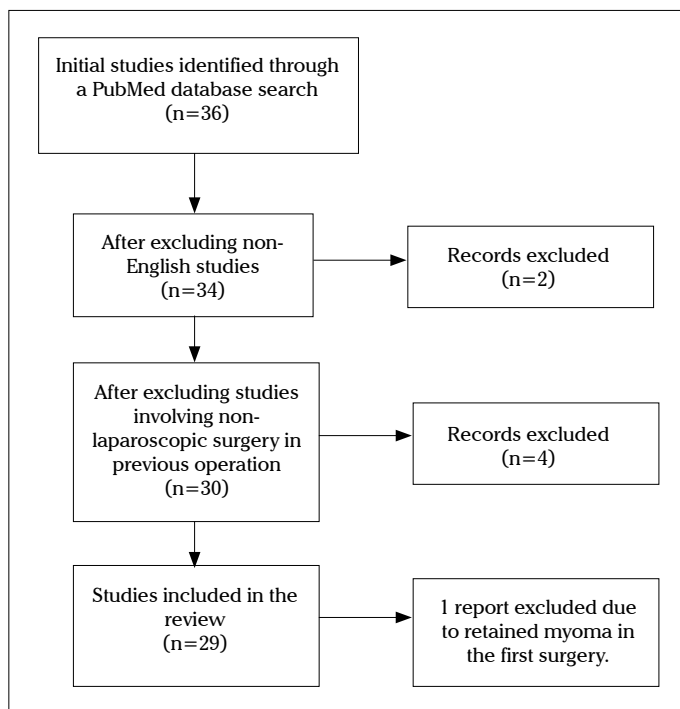 Initial studies identified through
a PubMed database search
(n=36)
After excluding non-
English studies
(n=34)
Records excluded
(n=2)
After excluding studies
involving non-
laparoscopic surgery in
previous operation
(n=30)
Records excluded
(n=4)
Studies included in the
review
(n=29)
1 report excluded due
to retained myoma in
the first surgery.